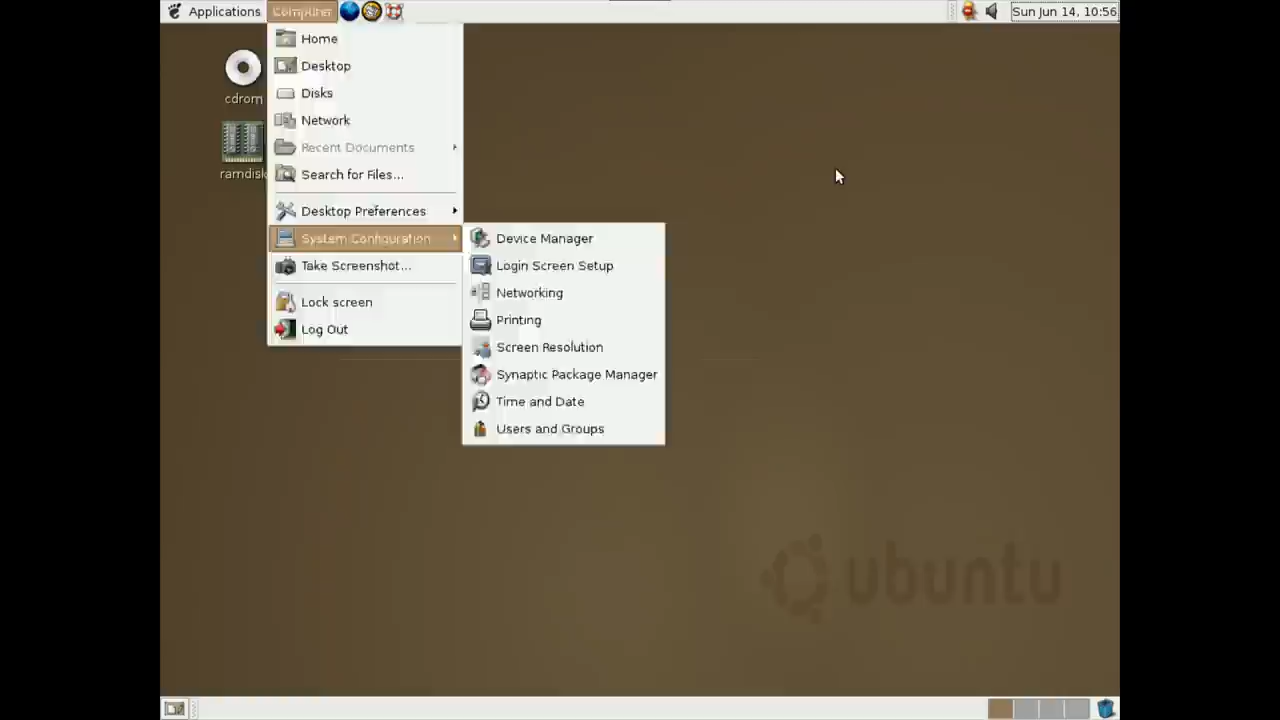 Applications
Computer
Sun Jun 14, 10:56
Home
Desktop
Disks
Network
Recent Documents
Search for Files...
Desktop Preferences
System Configuration
Take Screenshot...
Lock screen
Log Out
Device Manager
Login Screen Setup
Networking
Printing
Screen Resolution
Synaptic Package Manager
Time and Date
Users and Groups
cdrom
ramdisk
ubuntu